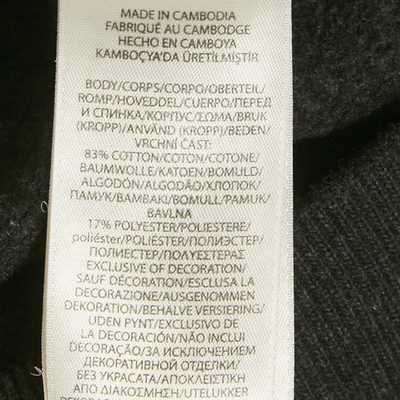 MADE IN CAMBODIA
FABRIQUÉ AU CAMBODGE
HECHO EN CAMBOYA
KAMBOÇYA'DA ÜRETİLMİŞTİR
BODY/CORPS/CORPO/OBERTEIL/
ROMP/HOVEDDEL/CUERPO/ПЕРЕД
И СПИНКА/КОРПУС/ΣΩΜΑ/BRUK
(KROPP)/ANVÄND (KROPP)/BEDEN/
VRCHNÍ ČÁST:
83% COTTON/COTON/COTONE/
BAUMWOLLE/KATOEN/BOMULD/
ALGODÓN/ALGODÃO/ХЛОПОК/
ПАМУК/ΒΑΜΒΑΚΙ/BOMULL/PAMUK/
BAVLNA
17% POLYESTER/POLIESTERE/
poliéster/POLIÉSTER/ПОЛИЭСТЕР/
ПОЛИЕСТЕР/ΠΟΛΥΕΣΤΕΡΑΣ
EXCLUSIVE OF DECORATION/
SAUF DÉCORATION/ESCLUSA LA
DECORAZIONE/AUSGENOMMEN
DEKORATION/BEHALVE VERSIERING/
UDEN PYNT/EXCLUSIVO DE
LA DECORACIÓN/NÃO INCLUI
DECORAÇÃO/ЗА ИСКЛЮЧЕНИЕМ
ДЕКОРАТИВНОЙ ОТДЕЛКИ/
БЕЗ УКРАСАТА/ΑΠΟΚΛΕΙΣΤΙΚΗ
ΑΠΟ ΔΙΑΚΟΣΜΗΣΗ/UTELUKKER